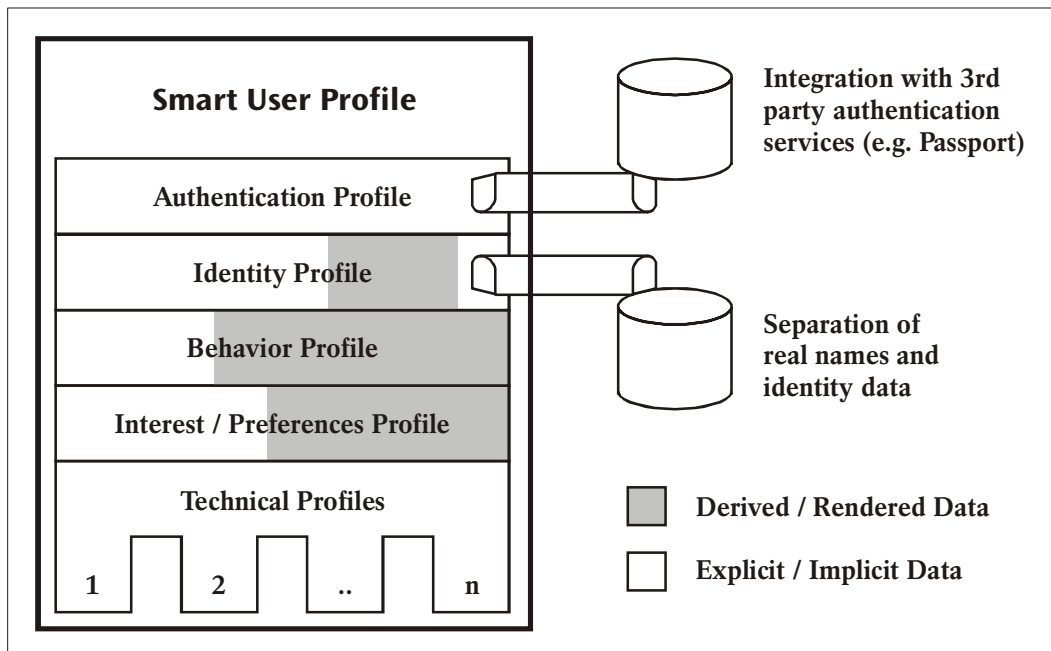 Smart User Profile
Authentication Profile
Identity Profile
Behavior Profile
Interest / Preferences Profile
Technical Profiles
1 2 .. n
Integration with 3rd
party authentication
services (e.g. Passport)
Separation of
real names and
identity data
Derived / Rendered Data
Explicit / Implicit Data